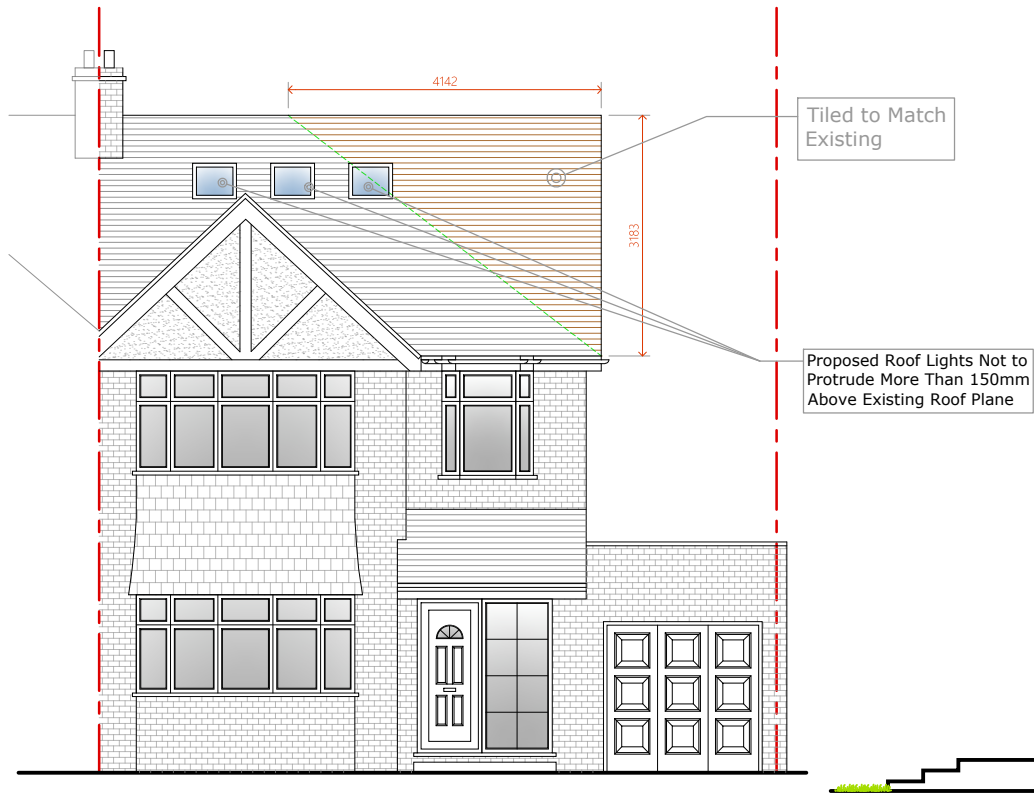 4142
Tiled to Match
Existing
3183
Proposed Roof Lights Not to
Protrude More Than 150mm
Above Existing Roof Plane